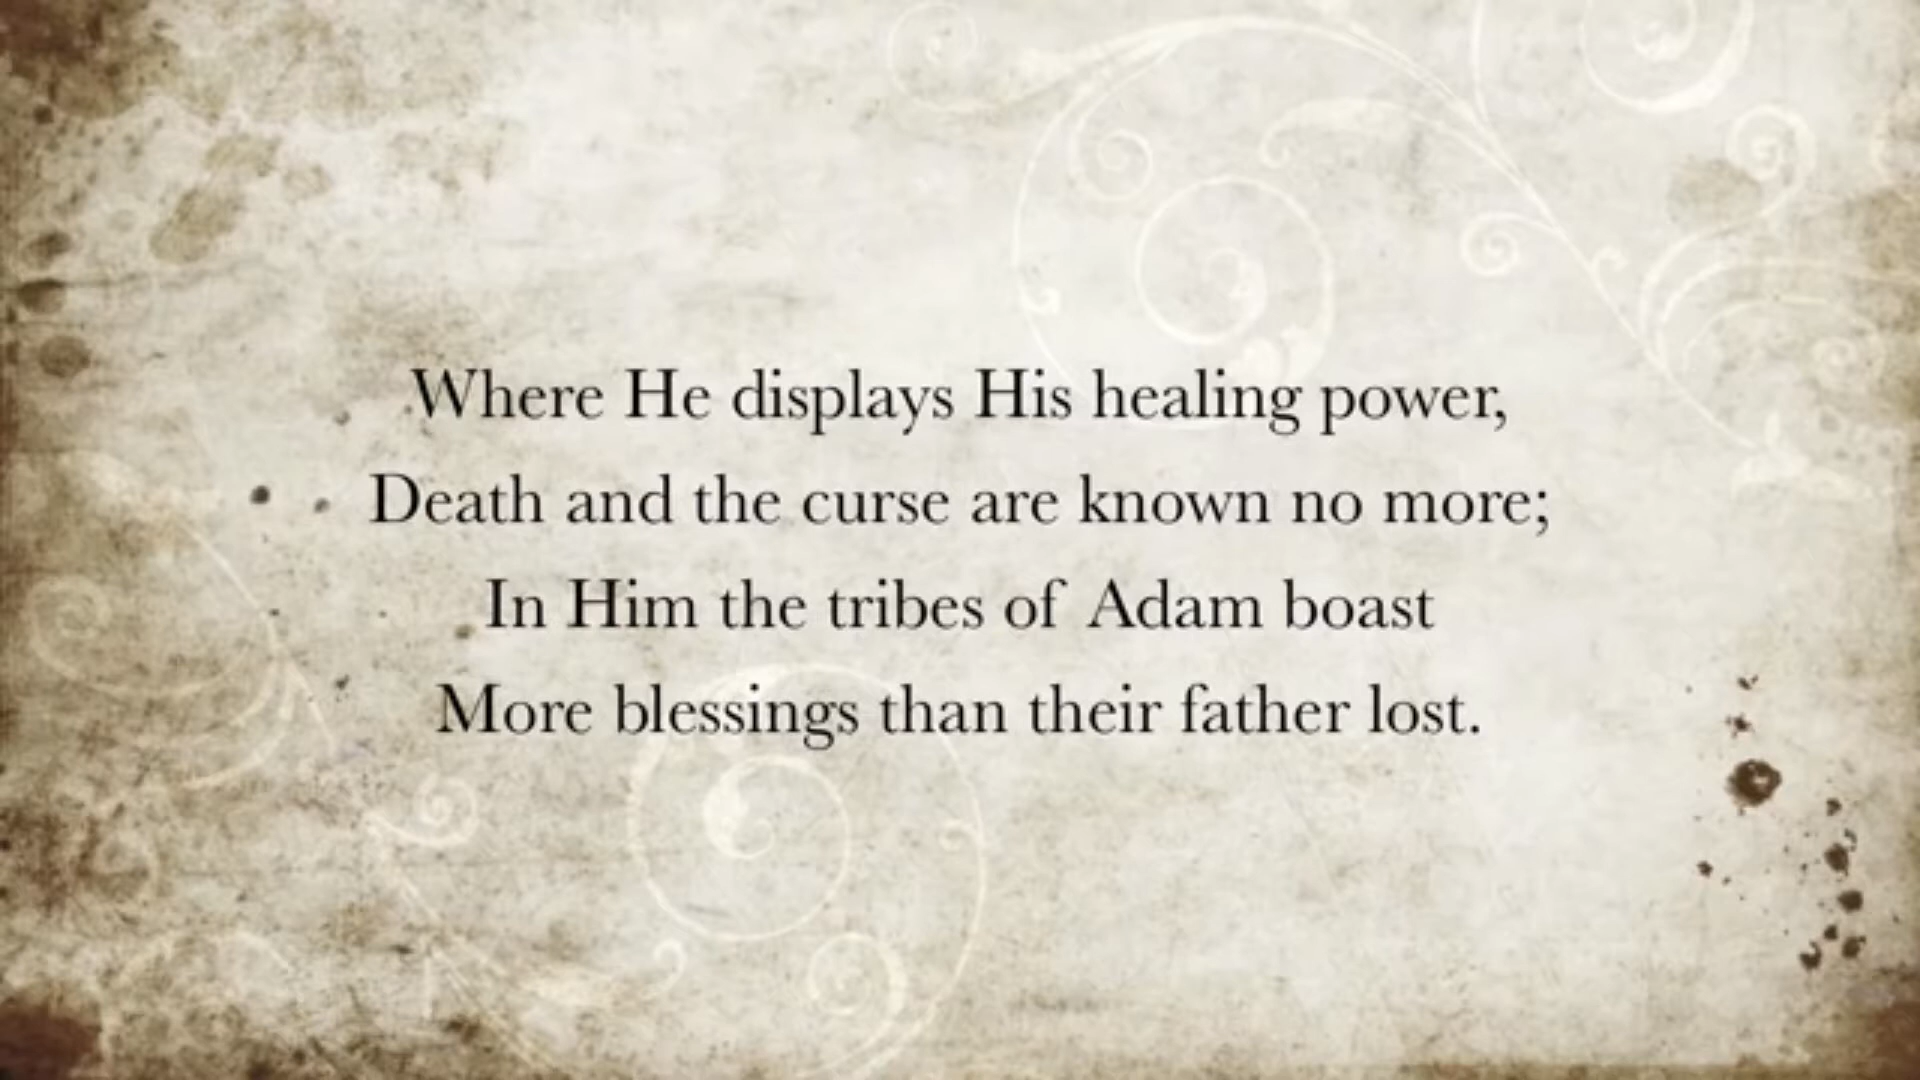 Where He displays His healing power,
Death and the curse are known no more;
In Him the tribes of Adam boast
More blessings than their father lost.